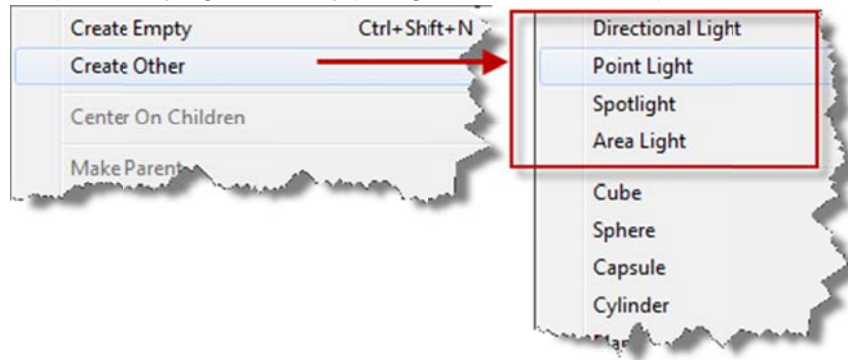 Create Empty Ctrl+Shift+N
Create Other
Center On Children
Make Parent
Directional Light
Point Light
Spotlight
Area Light
Cube
Sphere
Capsule
Cylinder